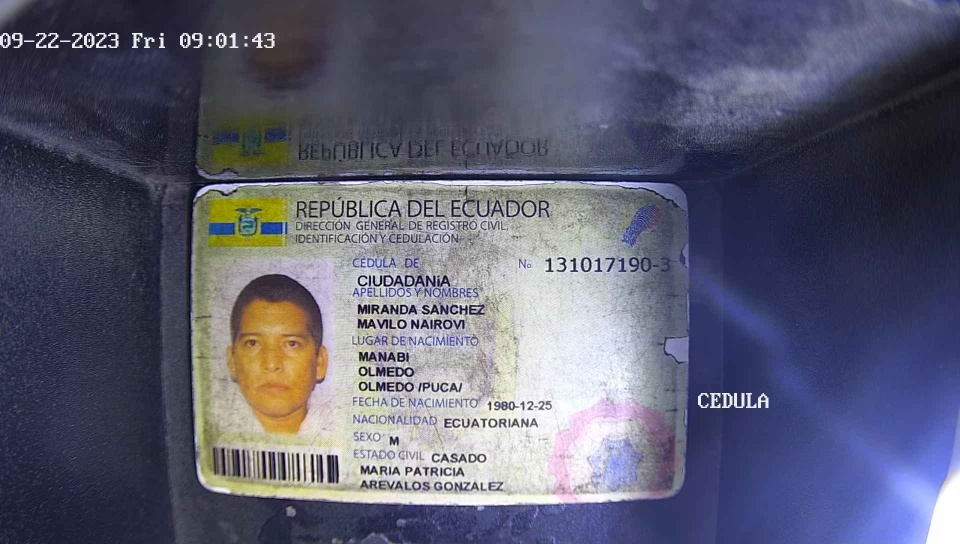 09-22-2023 Fri 09:01:43
REPÚBLICA DEL ECUADOR
REPÚBLICA DEL ECUADOR
DIRECCIÓN GENERAL DE REGISTRO CIVIL,
IDENTIFICACIÓN Y CEDULACIÓN
CÉDULA DE No. 131017190-3
CIUDADANÍA
APELLIDOS Y NOMBRES
MIRANDA SANCHEZ
MAVILO NAIROVI
LUGAR DE NACIMIENTO
MANABI
OLMEDO
OLMEDO /PUCA/
CEDULA
FECHA DE NACIMIENTO 1980-12-25
NACIONALIDAD ECUATORIANA
SEXO M
ESTADO CIVIL CASADO
MARIA PATRICIA
AREVALOS GONZALEZ